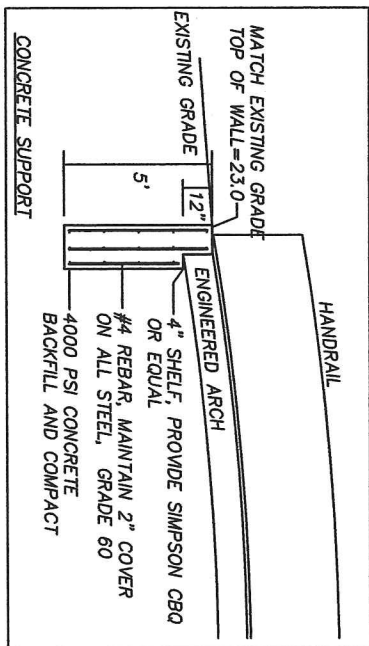 HANDRAIL
MATCH EXISTING GRADE
TOP OF WALL=23.0
EXISTING GRADE
12"
5'
ENGINEERED ARCH
4" SHELF, PROVIDE SIMPSON CBQ
OR EQUAL
#4 REBAR, MAINTAIN 2" COVER
ON ALL STEEL, GRADE 60
4000 PSI CONCRETE
BACKFILL AND COMPACT
CONCRETE SUPPORT